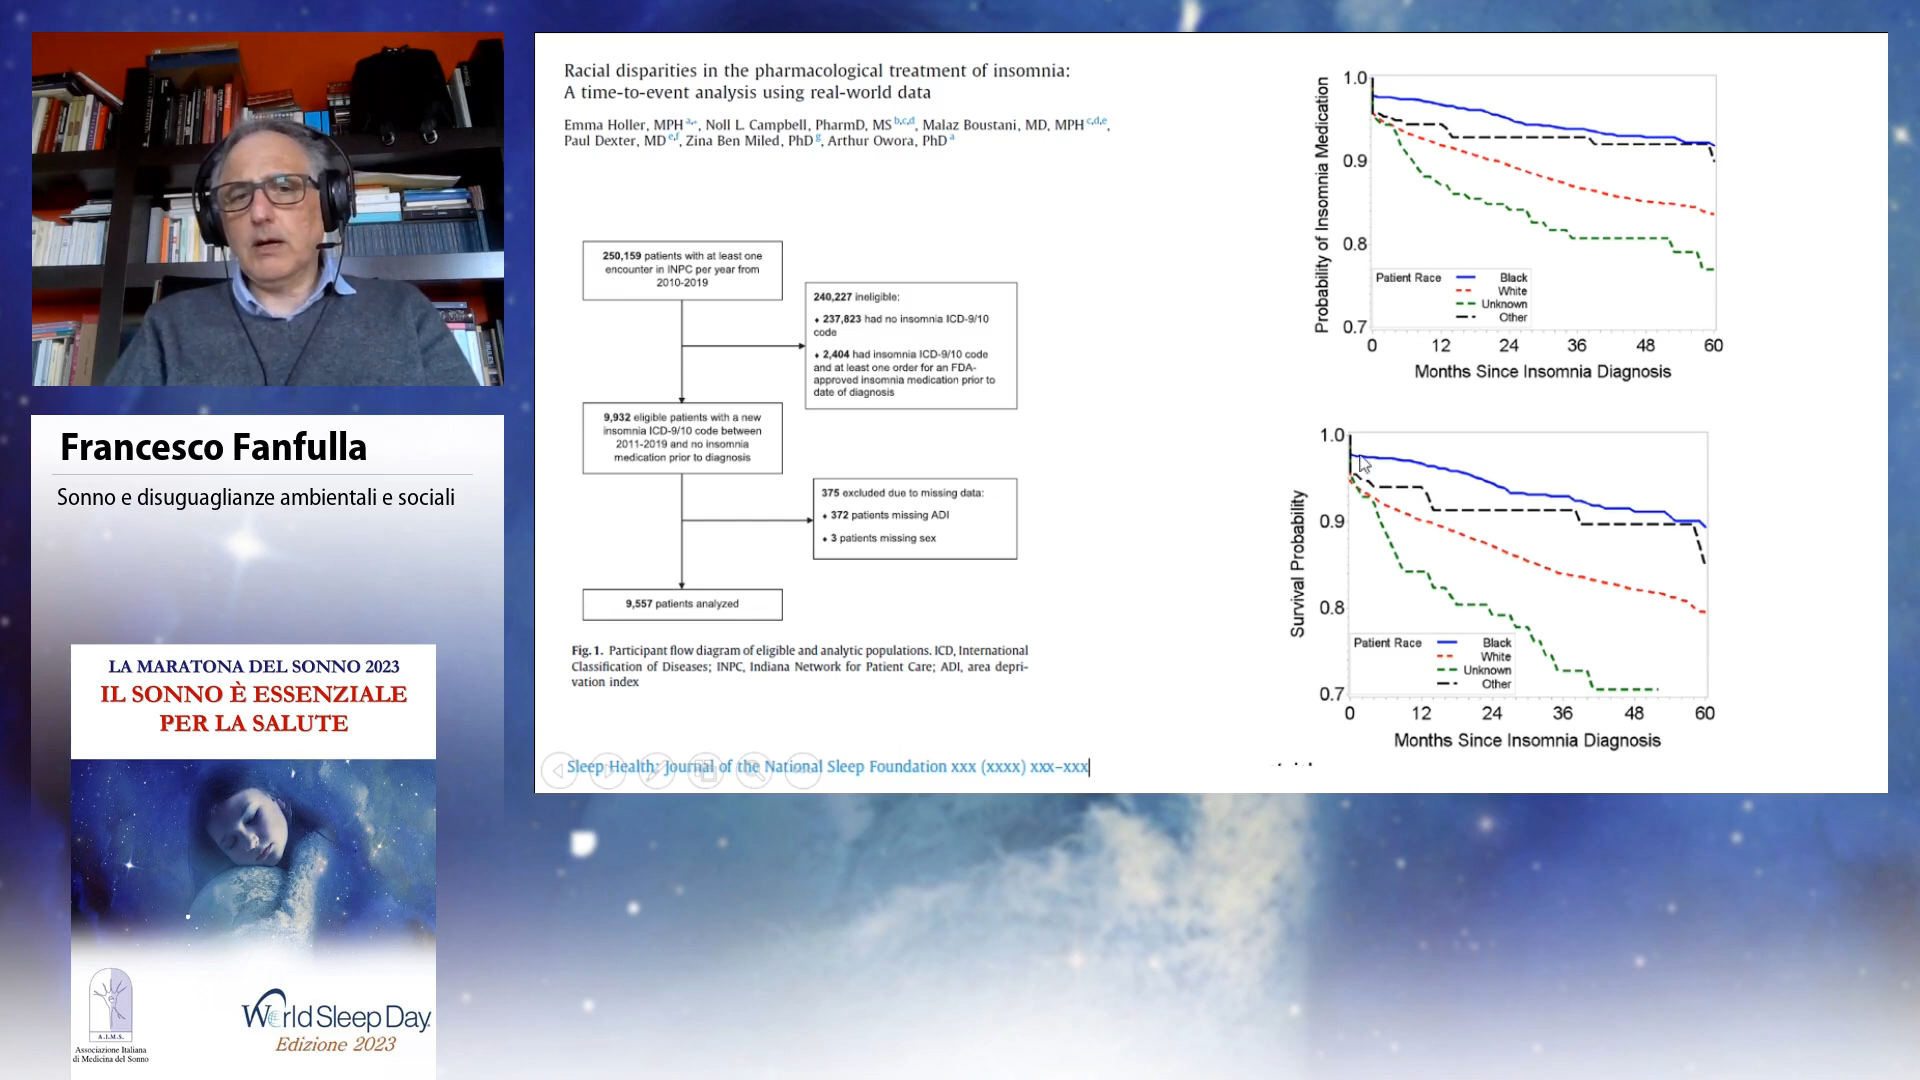 Francesco Fanfulla
Sonno e disuguaglianze ambientali e sociali
LA MARATONA DEL SONNO 2023
IL SONNO È ESSENZIALE
PER LA SALUTE
A.I.M.S.
Associazione Italiana
di Medicina del Sonno
World Sleep Day
Edizione 2023
Racial disparities in the pharmacological treatment of insomnia:
A time-to-event analysis using real-world data
Emma Holler, MPH a,*, Noll L. Campbell, PharmD, MS b,c,d, Malaz Boustani, MD, MPH c,d,e,
Paul Dexter, MD e,f, Zina Ben Miled, PhD g, Arthur Owora, PhD a
250,159 patients with at least one
encounter in INPC per year from
2010-2019
240,227 ineligible:
♦ 237,823 had no insomnia ICD-9/10
code
♦ 2,404 had insomnia ICD-9/10 code
and at least one order for an FDA-
approved insomnia medication prior to
date of diagnosis
9,932 eligible patients with a new
insomnia ICD-9/10 code between
2011-2019 and no insomnia
medication prior to diagnosis
375 excluded due to missing data:
♦ 372 patients missing ADI
♦ 3 patients missing sex
9,557 patients analyzed
Fig. 1. Participant flow diagram of eligible and analytic populations. ICD, International
Classification of Diseases; INPC, Indiana Network for Patient Care; ADI, area depri-
vation index
Sleep Health: Journal of the National Sleep Foundation xxx (xxxx) xxx–xxx
Probability of Insomnia Medication
1.0
0.9
0.8
0.7
Patient Race
Black
White
Unknown
Other
0 12 24 36 48 60
Months Since Insomnia Diagnosis
Survival Probability
1.0
0.9
0.8
0.7
Patient Race
Black
White
Unknown
Other
0 12 24 36 48 60
Months Since Insomnia Diagnosis